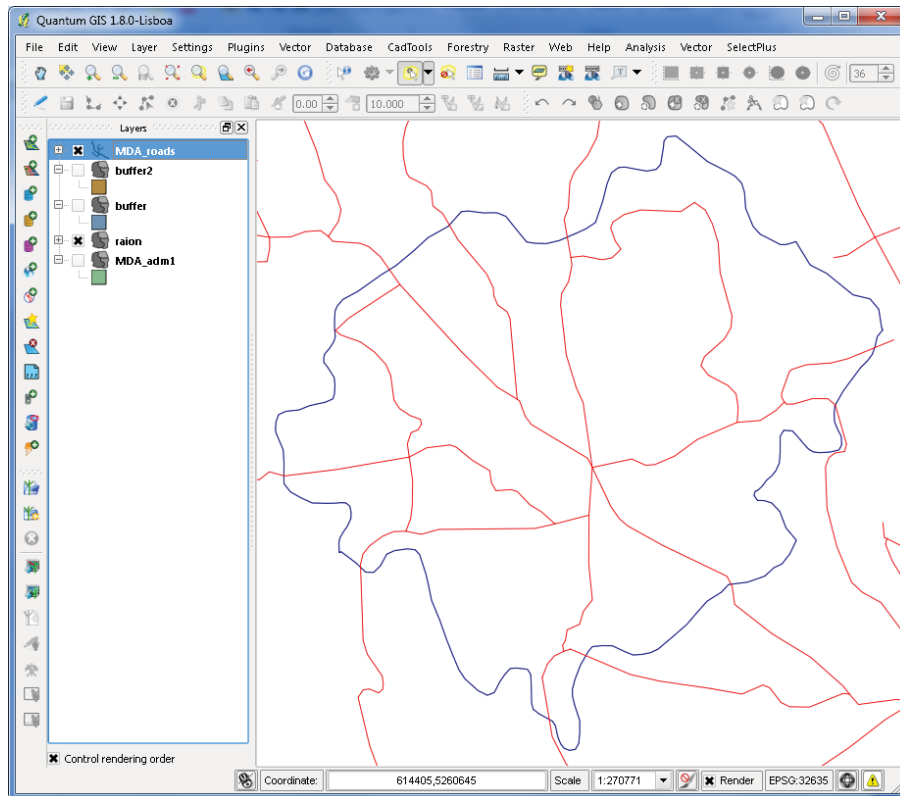 Quantum GIS 1.8.0-Lisboa
File Edit View Layer Settings Plugins Vector Database CadTools Forestry Raster Web Help Analysis Vector SelectPlus
36
0.00 10.000
Layers
MDA_roads
buffer2
buffer
raion
MDA_adm1
Control rendering order
Coordinate: 614405,5260645 Scale 1:270771 Render EPSG:32635